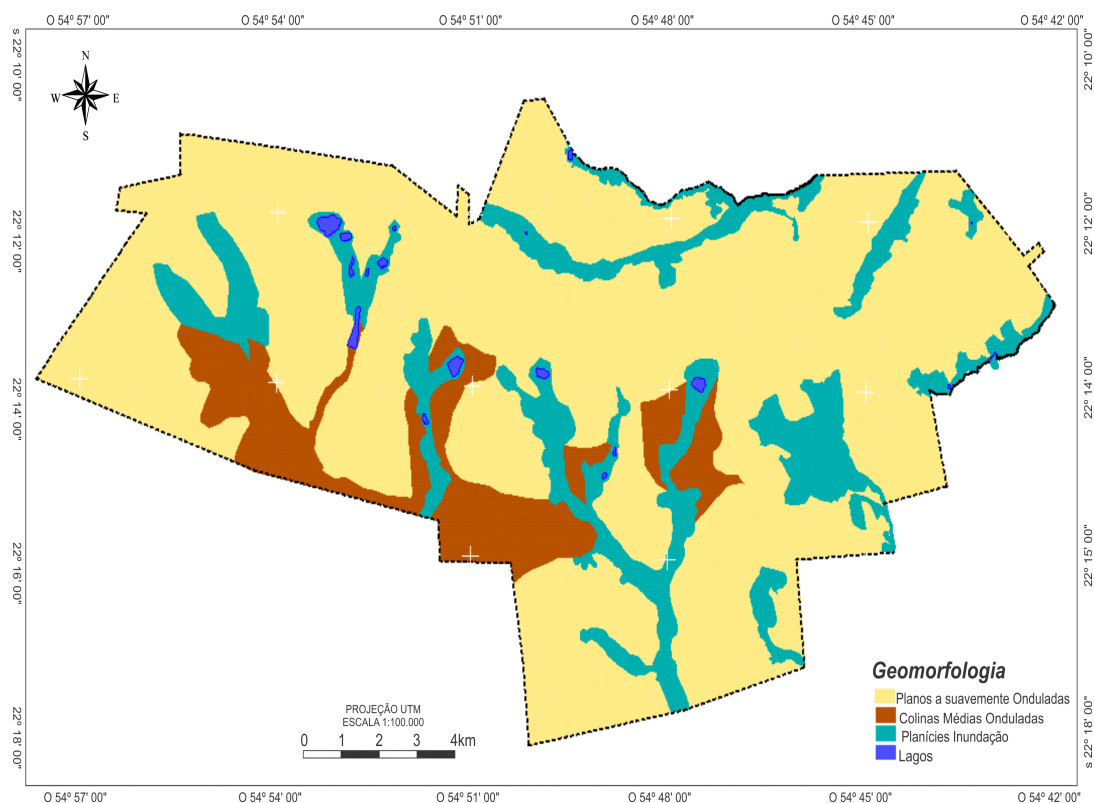 O 54º 57' 00" O 54º 54' 00" O 54º 51' 00" O 54º 48' 00" O 54º 45' 00" O 54º 42' 00"
s 22º 10' 00"
22º 10' 00"
N
W E
S
22º 12' 00"
22º 12' 00"
22º 14' 00"
22º 14' 00"
22º 16' 00"
22º 15' 00"
22º 18' 00"
s 22º 18' 00"
Geomorfologia
Planos a suavemente Onduladas
Colinas Médias Onduladas
Planícies Inundação
Lagos
PROJEÇÃO UTM
ESCALA 1:100.000
0 1 2 3 4km
O 54º 57' 00" O 54º 54' 00" O 54º 51' 00" O 54º 48' 00" O 54º 45' 00" O 54º 42' 00"